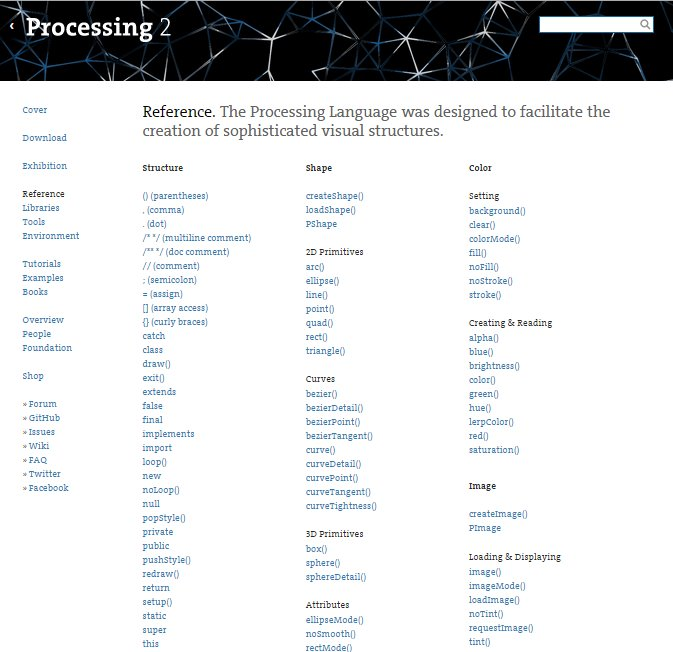 ‹ Processing 2
Cover
Download
Exhibition
Reference
Libraries
Tools
Environment
Tutorials
Examples
Books
Overview
People
Foundation
Shop
» Forum
» GitHub
» Issues
» Wiki
» FAQ
» Twitter
» Facebook
Reference. The Processing Language was designed to facilitate the
creation of sophisticated visual structures.
Structure
() (parentheses)
, (comma)
. (dot)
/* */ (multiline comment)
/** */ (doc comment)
// (comment)
; (semicolon)
= (assign)
[] (array access)
{} (curly braces)
catch
class
draw()
exit()
extends
false
final
implements
import
loop()
new
noLoop()
null
popStyle()
private
public
pushStyle()
redraw()
return
setup()
static
super
this
Shape
createShape()
loadShape()
PShape
2D Primitives
arc()
ellipse()
line()
point()
quad()
rect()
triangle()
Curves
bezier()
bezierDetail()
bezierPoint()
bezierTangent()
curve()
curveDetail()
curvePoint()
curveTangent()
curveTightness()
3D Primitives
box()
sphere()
sphereDetail()
Attributes
ellipseMode()
noSmooth()
rectMode()
Color
Setting
background()
clear()
colorMode()
fill()
noFill()
noStroke()
stroke()
Creating & Reading
alpha()
blue()
brightness()
color()
green()
hue()
lerpColor()
red()
saturation()
Image
createImage()
PImage
Loading & Displaying
image()
imageMode()
loadImage()
noTint()
requestImage()
tint()